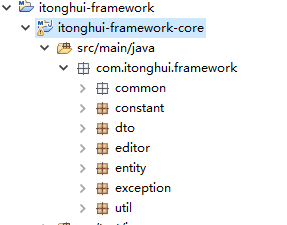 itonghui-framework
itonghui-framework-core
src/main/java
com.itonghui.framework
common
constant
dto
editor
entity
exception
util